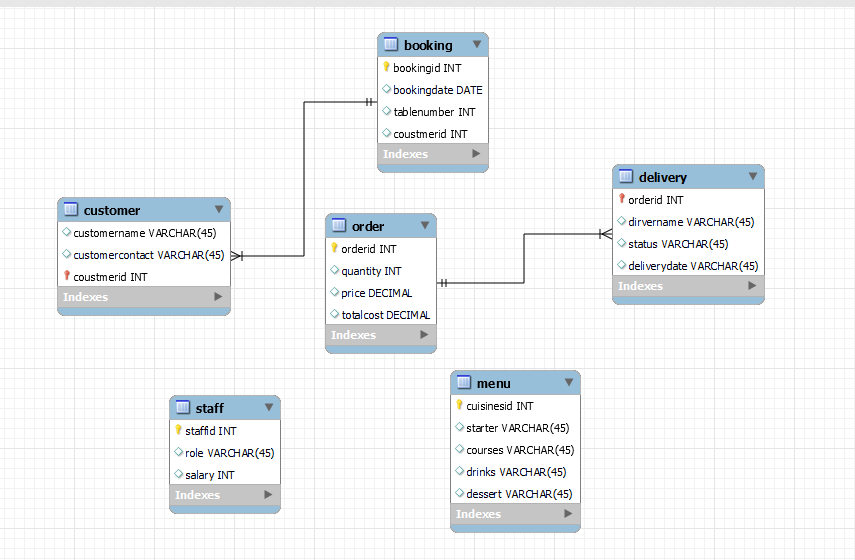 booking
bookingid INT
bookingdate DATE
tablenumber INT
coustmerid INT
Indexes
customer
customername VARCHAR(45)
customercontact VARCHAR(45)
coustmerid INT
Indexes
order
orderid INT
quantity INT
price DECIMAL
totalcost DECIMAL
Indexes
delivery
orderid INT
dirvername VARCHAR(45)
status VARCHAR(45)
deliverydate VARCHAR(45)
Indexes
staff
staffid INT
role VARCHAR(45)
salary INT
Indexes
menu
cuisinesid INT
starter VARCHAR(45)
courses VARCHAR(45)
drinks VARCHAR(45)
dessert VARCHAR(45)
Indexes